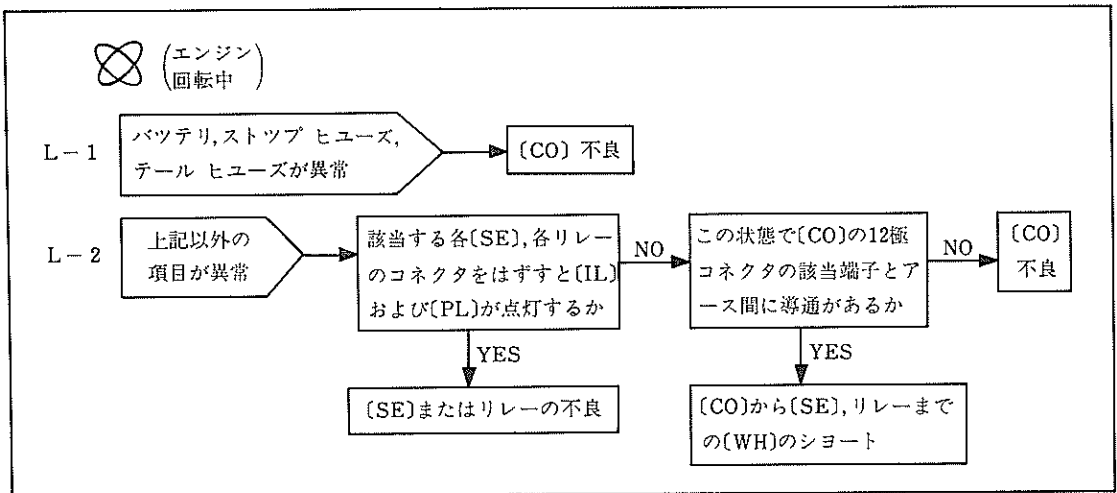 (エンジン
回転中)
L－1
バツテリ,ストツプ ヒユーズ,
テール ヒユーズが異常
〔CO〕不良
L－2
上記以外の
項目が異常
該当する各〔SE〕,各リレー
のコネクタをはずすと〔IL〕
および〔PL〕が点灯するか
NO
この状態で〔CO〕の12極
コネクタの該当端子とア
ース間に導通があるか
NO
〔CO〕
不良
YES
〔SE〕またはリレーの不良
YES
〔CO〕から〔SE〕,リレーまで
の〔WH〕のシヨート